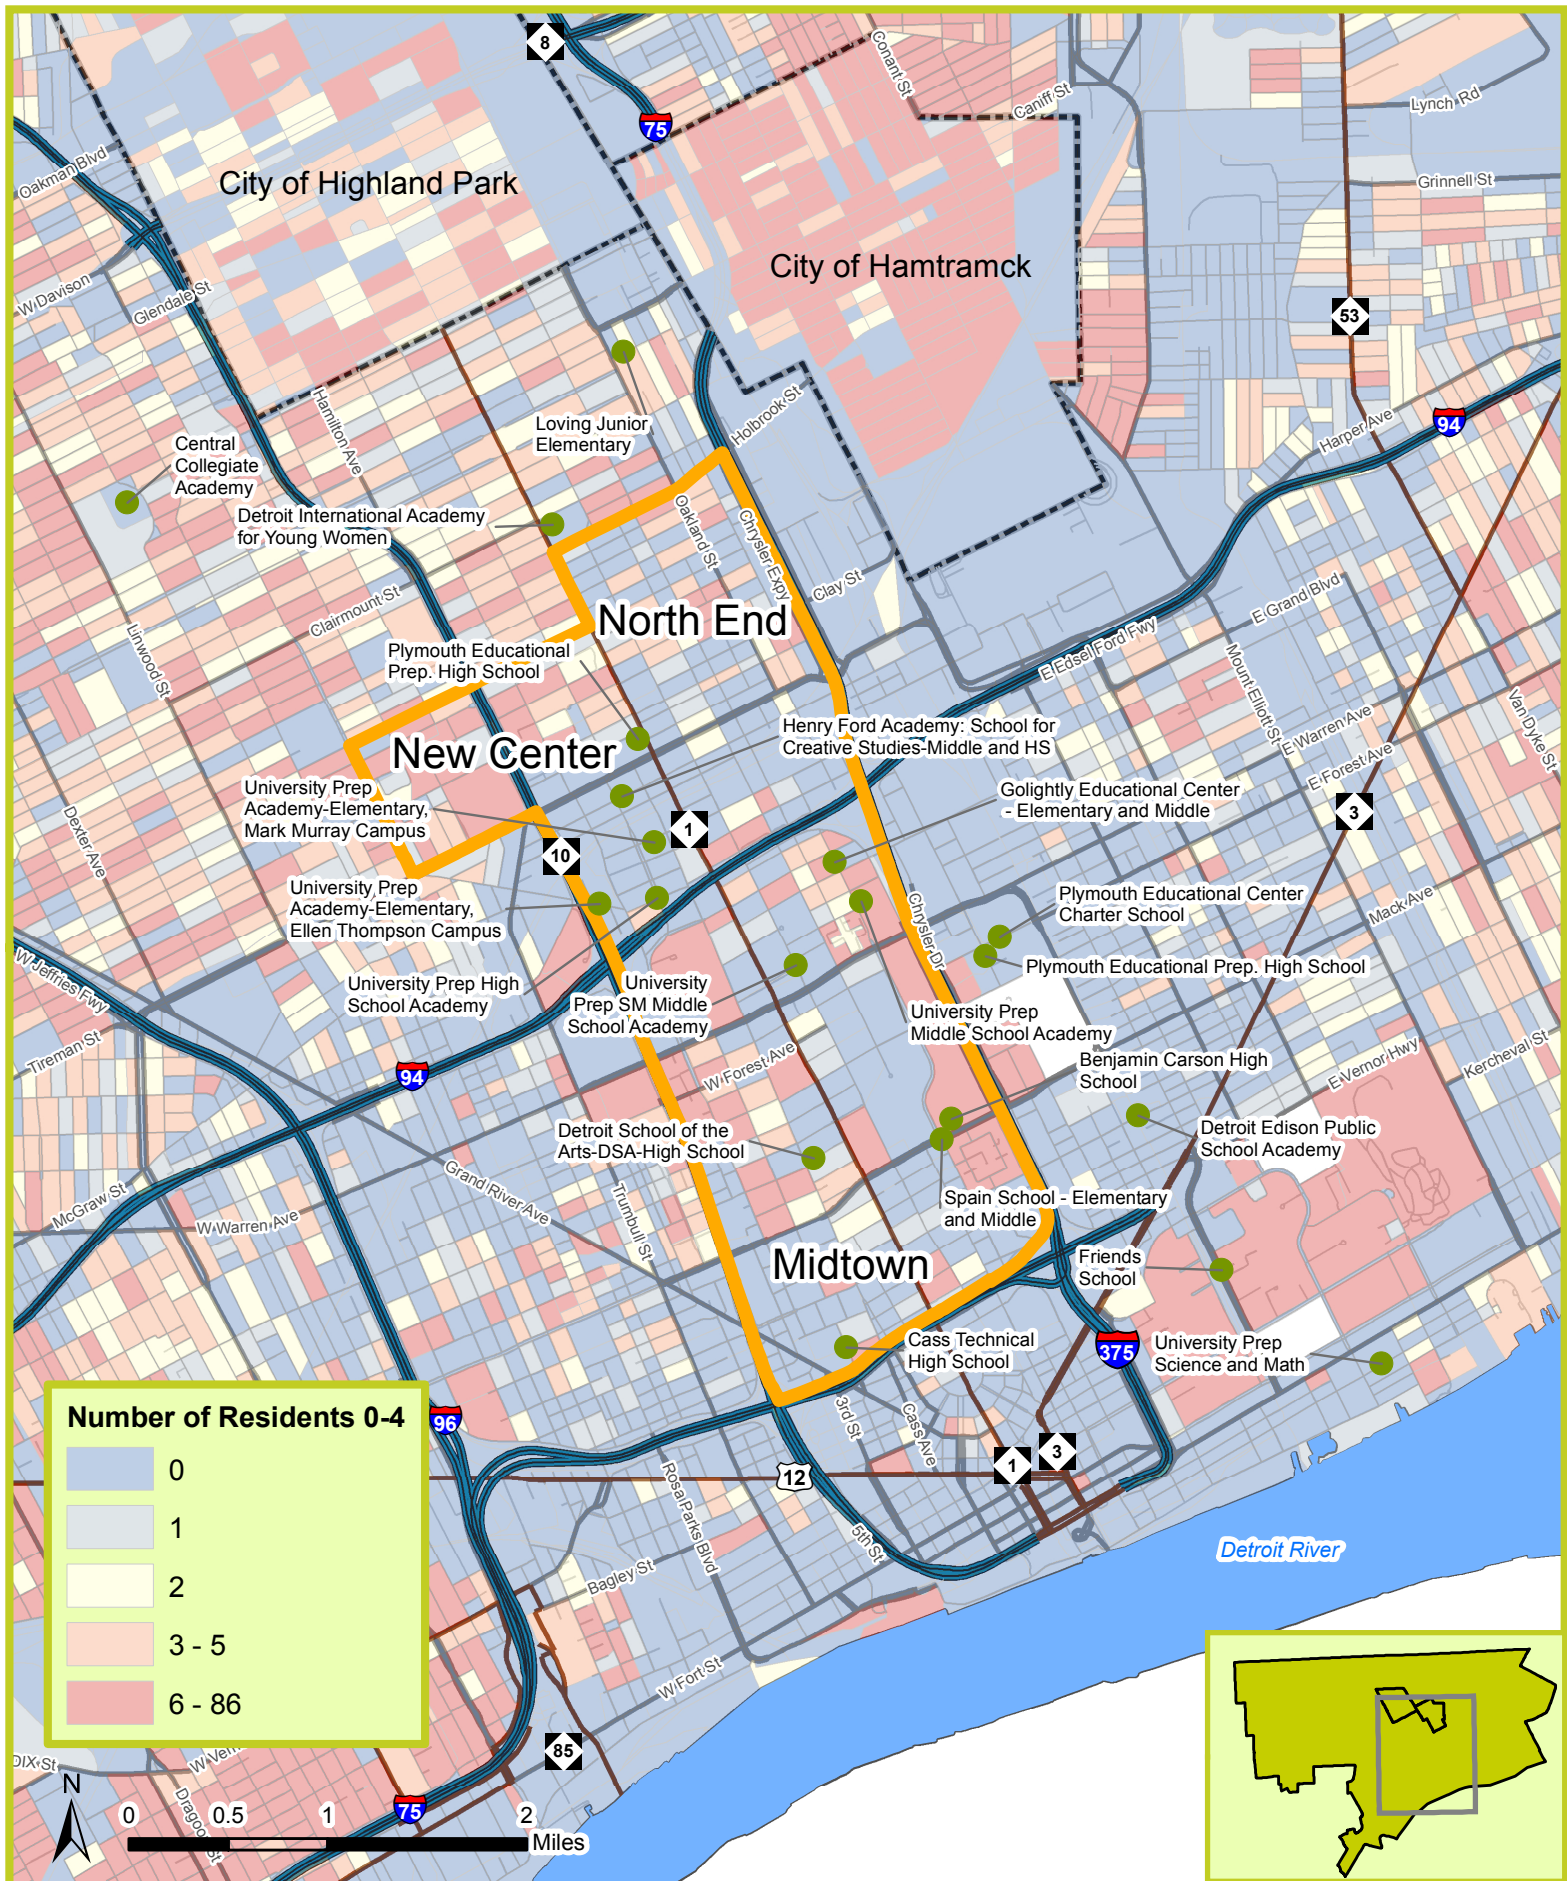 8
75
Conant St
Caniff St
Lynch Rd
Oakman Blvd
City of Highland Park
Grinnell St
City of Hamtramck
W Davison
Glendale St
53
Loving Junior
Elementary
Holbrook St
Hamilton Ave
Harper Ave
94
Central
Collegiate
Academy
Detroit International Academy
for Young Women
Oakland St
Chrysler Expy
Clay St
Clairmount St
North End
E Grand Blvd
E Edsel Ford Fwy
Linwood St
Plymouth Educational
Prep. High School
Mount Elliott St
Van Dyke St
E Warren Ave
E Forest Ave
New Center
Henry Ford Academy: School for
Creative Studies-Middle and HS
University Prep
Academy-Elementary,
Mark Murray Campus
Golightly Educational Center
- Elementary and Middle
Dexter Ave
1
3
10
University Prep
Academy-Elementary,
Ellen Thompson Campus
Plymouth Educational Center
Charter School
Mack Ave
Chrysler Dr
W Jeffries Fwy
Plymouth Educational Prep. High School
University Prep High
School Academy
University
Prep SM Middle
School Academy
University Prep
Middle School Academy
Tireman St
W Forest Ave
Benjamin Carson High
School
E Vernor Hwy
Kercheval St
94
Detroit School of the
Arts-DSA-High School
Detroit Edison Public
School Academy
Grand River Ave
McGraw St
W Warren Ave
Trumbull St
Spain School - Elementary
and Middle
Midtown
Friends
School
Cass Technical
High School
375
University Prep
Science and Math
Number of Residents 0-4
0
1
2
3 - 5
6 - 86
96
3rd St
Cass Ave
1
3
12
Rosa Parks Blvd
5th St
Detroit River
Bagley St
W Fort St
85
DIX St
W Ver
N
Dragoo
St
75
0
0.5
1
2
Miles